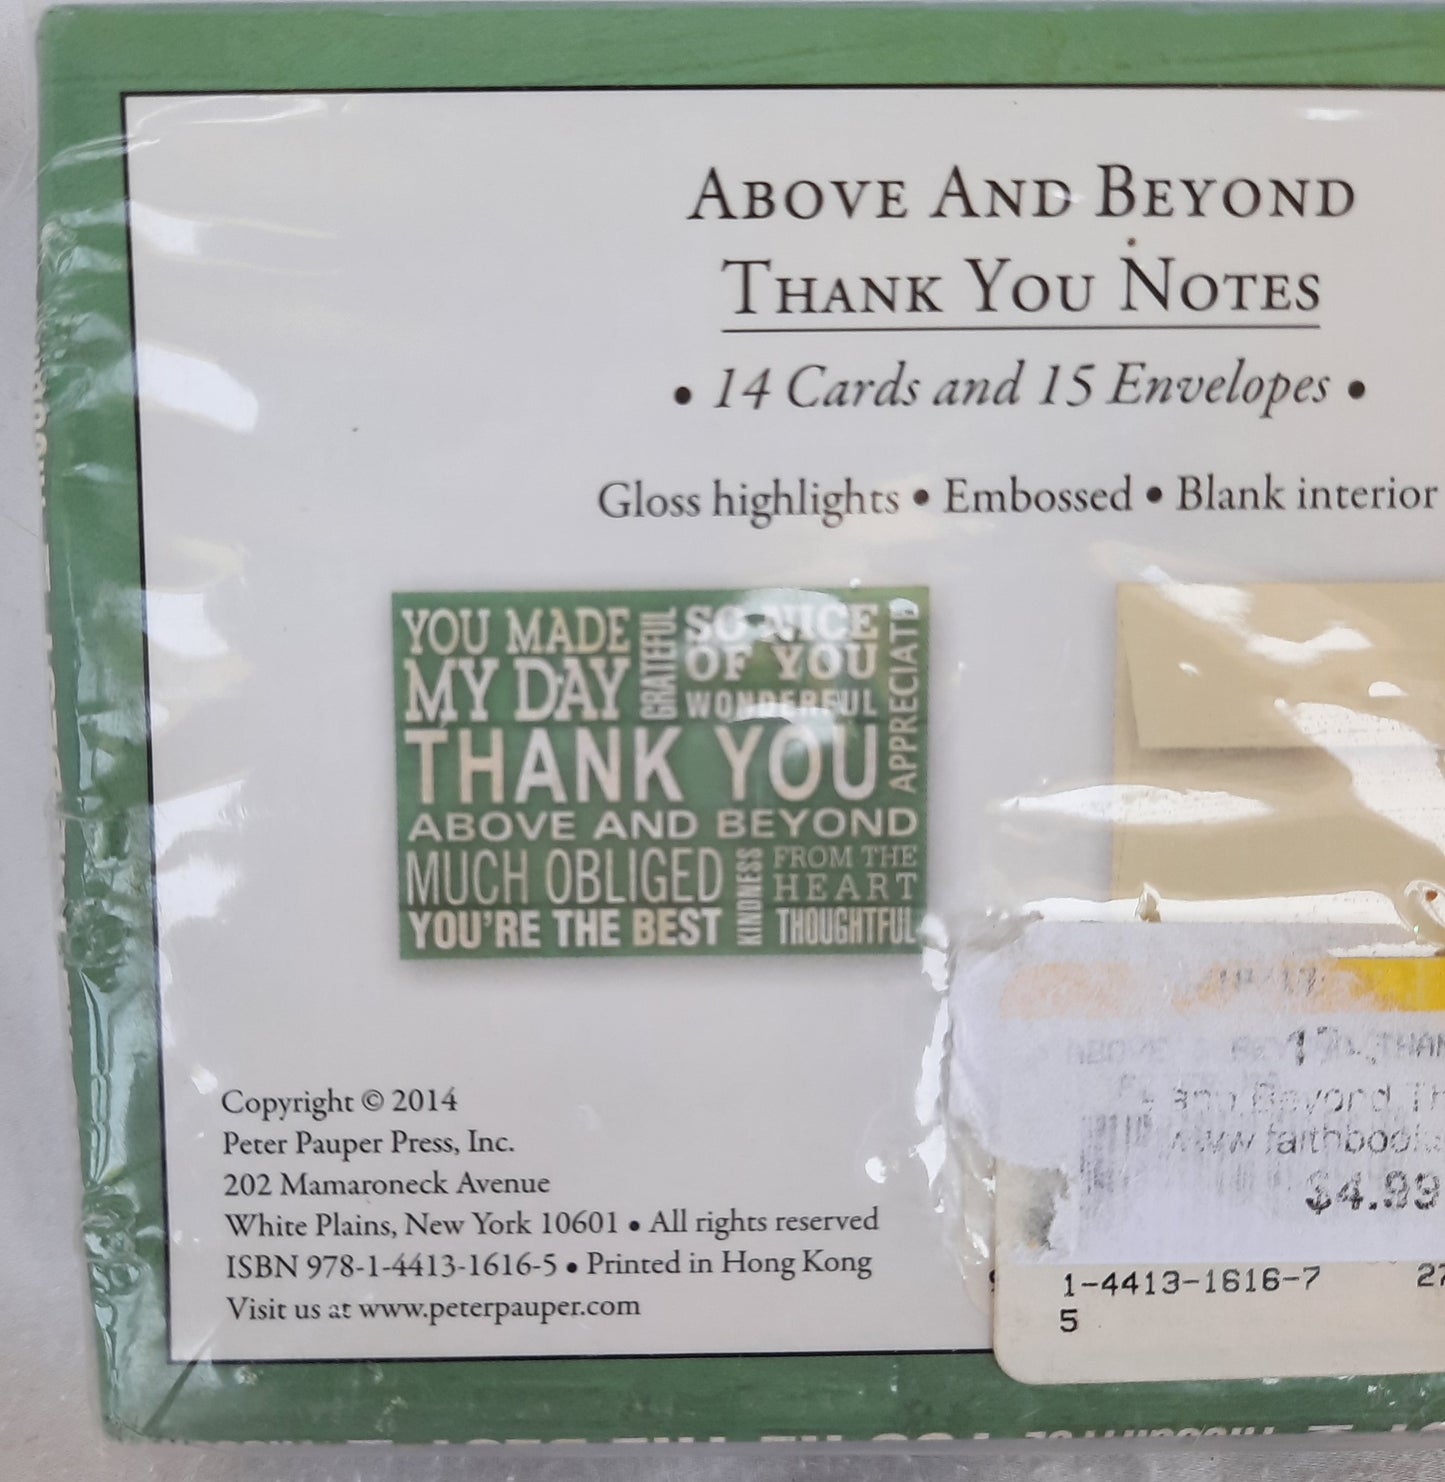 ABOVE AND BEYOND
THANK YOU NOTES
• 14 Cards and 15 Envelopes •
Gloss highlights • Embossed • Blank interior
YOU MADE
MY DAY
GRATEFUL
SO NICE
OF YOU
WONDERFUL
APPRECIATE
THANK YOU
ABOVE AND BEYOND
MUCH OBLIGED
YOU'RE THE BEST
KINDNESS
FROM THE
HEART
THOUGHTFUL
Copyright © 2014
Peter Pauper Press, Inc.
202 Mamaroneck Avenue
White Plains, New York 10601 • All rights reserved
ISBN 978-1-4413-1616-5 • Printed in Hong Kong
Visit us at www.peterpauper.com
$4.99
1-4413-1616-7
5